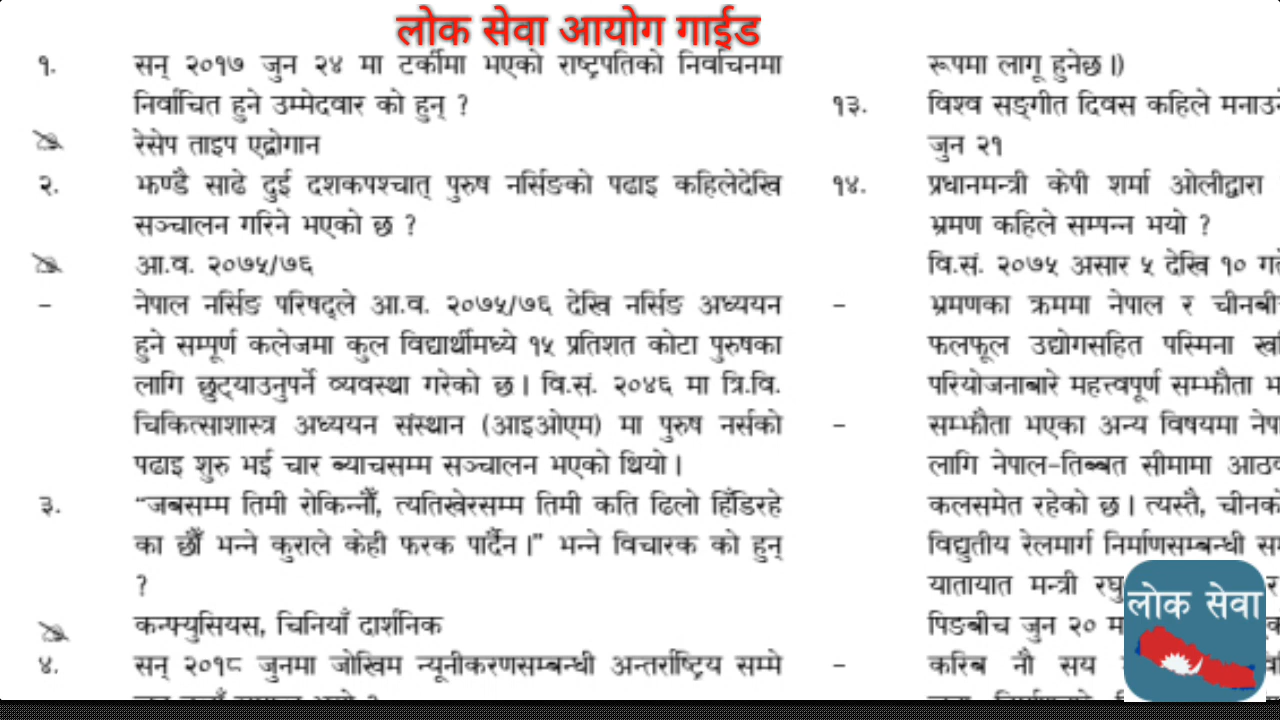 लोक सेवा आयोग गाईड
१. सन् २०१७ जुन २४ मा टर्कीमा भएको राष्ट्रपतिको निर्वाचनमा
निर्वाचित हुने उम्मेदवार को हुन् ?
रेसेप ताइप एर्द्रोगान
२. झण्डै साढे दुई दशकपश्चात् पुरुष नर्सिङको पढाइ कहिलेदेखि
सञ्चालन गरिने भएको छ ?
आ.व. २०७५/७६
– नेपाल नर्सिङ परिषद्ले आ.व. २०७५/७६ देखि नर्सिङ अध्ययन
हुने सम्पूर्ण कलेजमा कुल विद्यार्थीमध्ये १५ प्रतिशत कोटा पुरुषका
लागि छुट्याउनुपर्ने व्यवस्था गरेको छ। वि.सं. २०४६ मा त्रि.वि.
चिकित्साशास्त्र अध्ययन संस्थान (आइओएम) मा पुरुष नर्सको
पढाइ शुरु भई चार ब्याचसम्म सञ्चालन भएको थियो।
३. “जबसम्म तिमी रोकिन्नौँ, त्यतिखेरसम्म तिमी कति ढिलो हिँडिरहे
का छौँ भन्ने कुराले केही फरक पार्दैन।” भन्ने विचारक को हुन्
?
कन्फ्युसियस, चिनियाँ दार्शनिक
४. सन् २०१८ जुनमा जोखिम न्यूनीकरणसम्बन्धी अन्तर्राष्ट्रिय सम्मे
रूपमा लागू हुनेछ।)
१३. विश्व सङ्गीत दिवस कहिले
जुन २१
१४. प्रधानमन्त्री केपी शर्मा ओलीद्वारा
भ्रमण कहिले सम्पन्न भयो ?
वि.सं. २०७५ असार ५ देखि १०
– भ्रमणका क्रममा नेपाल र
फलफूल उद्योगसहित पस्मिना
परियोजनाबारे महत्त्वपूर्ण सम्झौता
– सम्झौता भएका अन्य विषयमा
लागि नेपाल-तिब्बत सीमामा
कलसमेत रहेको छ। त्यस्तै,
विद्युतीय रेलमार्ग निर्माणसम्बन्धी
यातायात मन्त्री
पिङबीच जुन २०
– करिब नौ सय
लोक सेवा